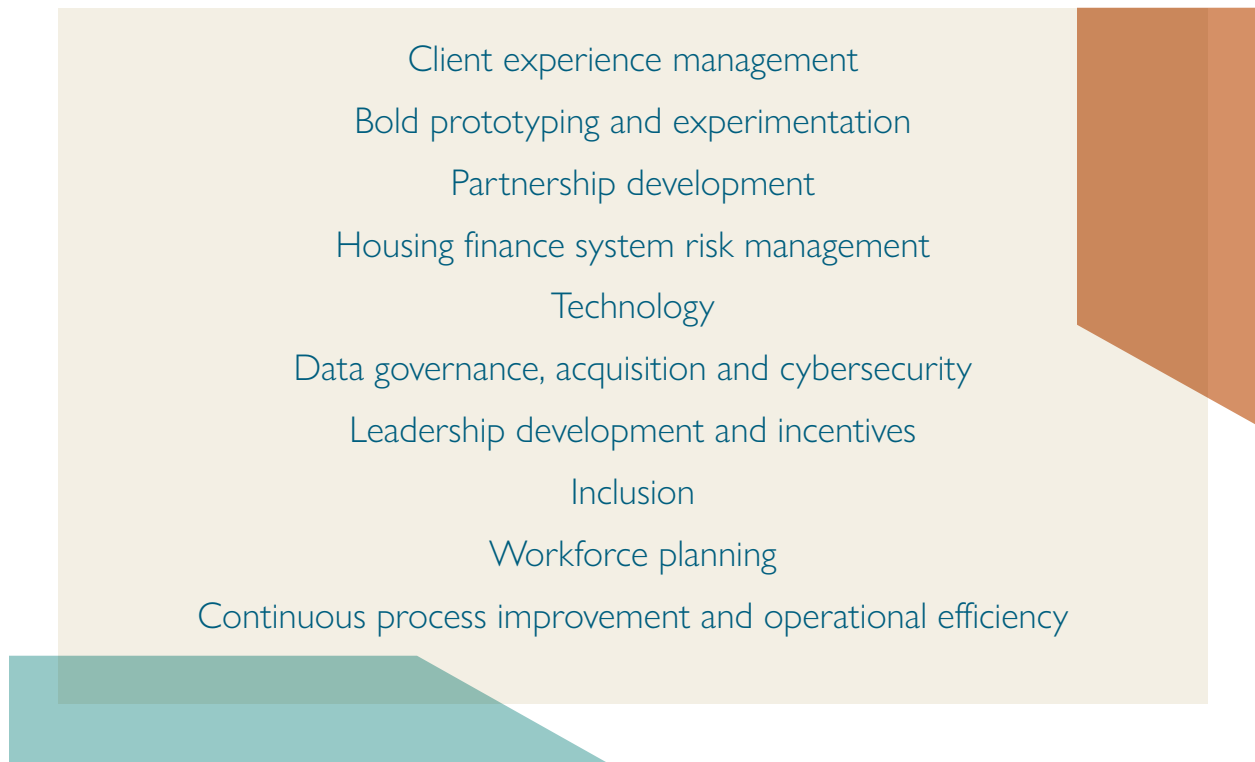 Client experience management
Bold prototyping and experimentation
Partnership development
Housing finance system risk management
Technology
Data governance, acquisition and cybersecurity
Leadership development and incentives
Inclusion
Workforce planning
Continuous process improvement and operational efficiency